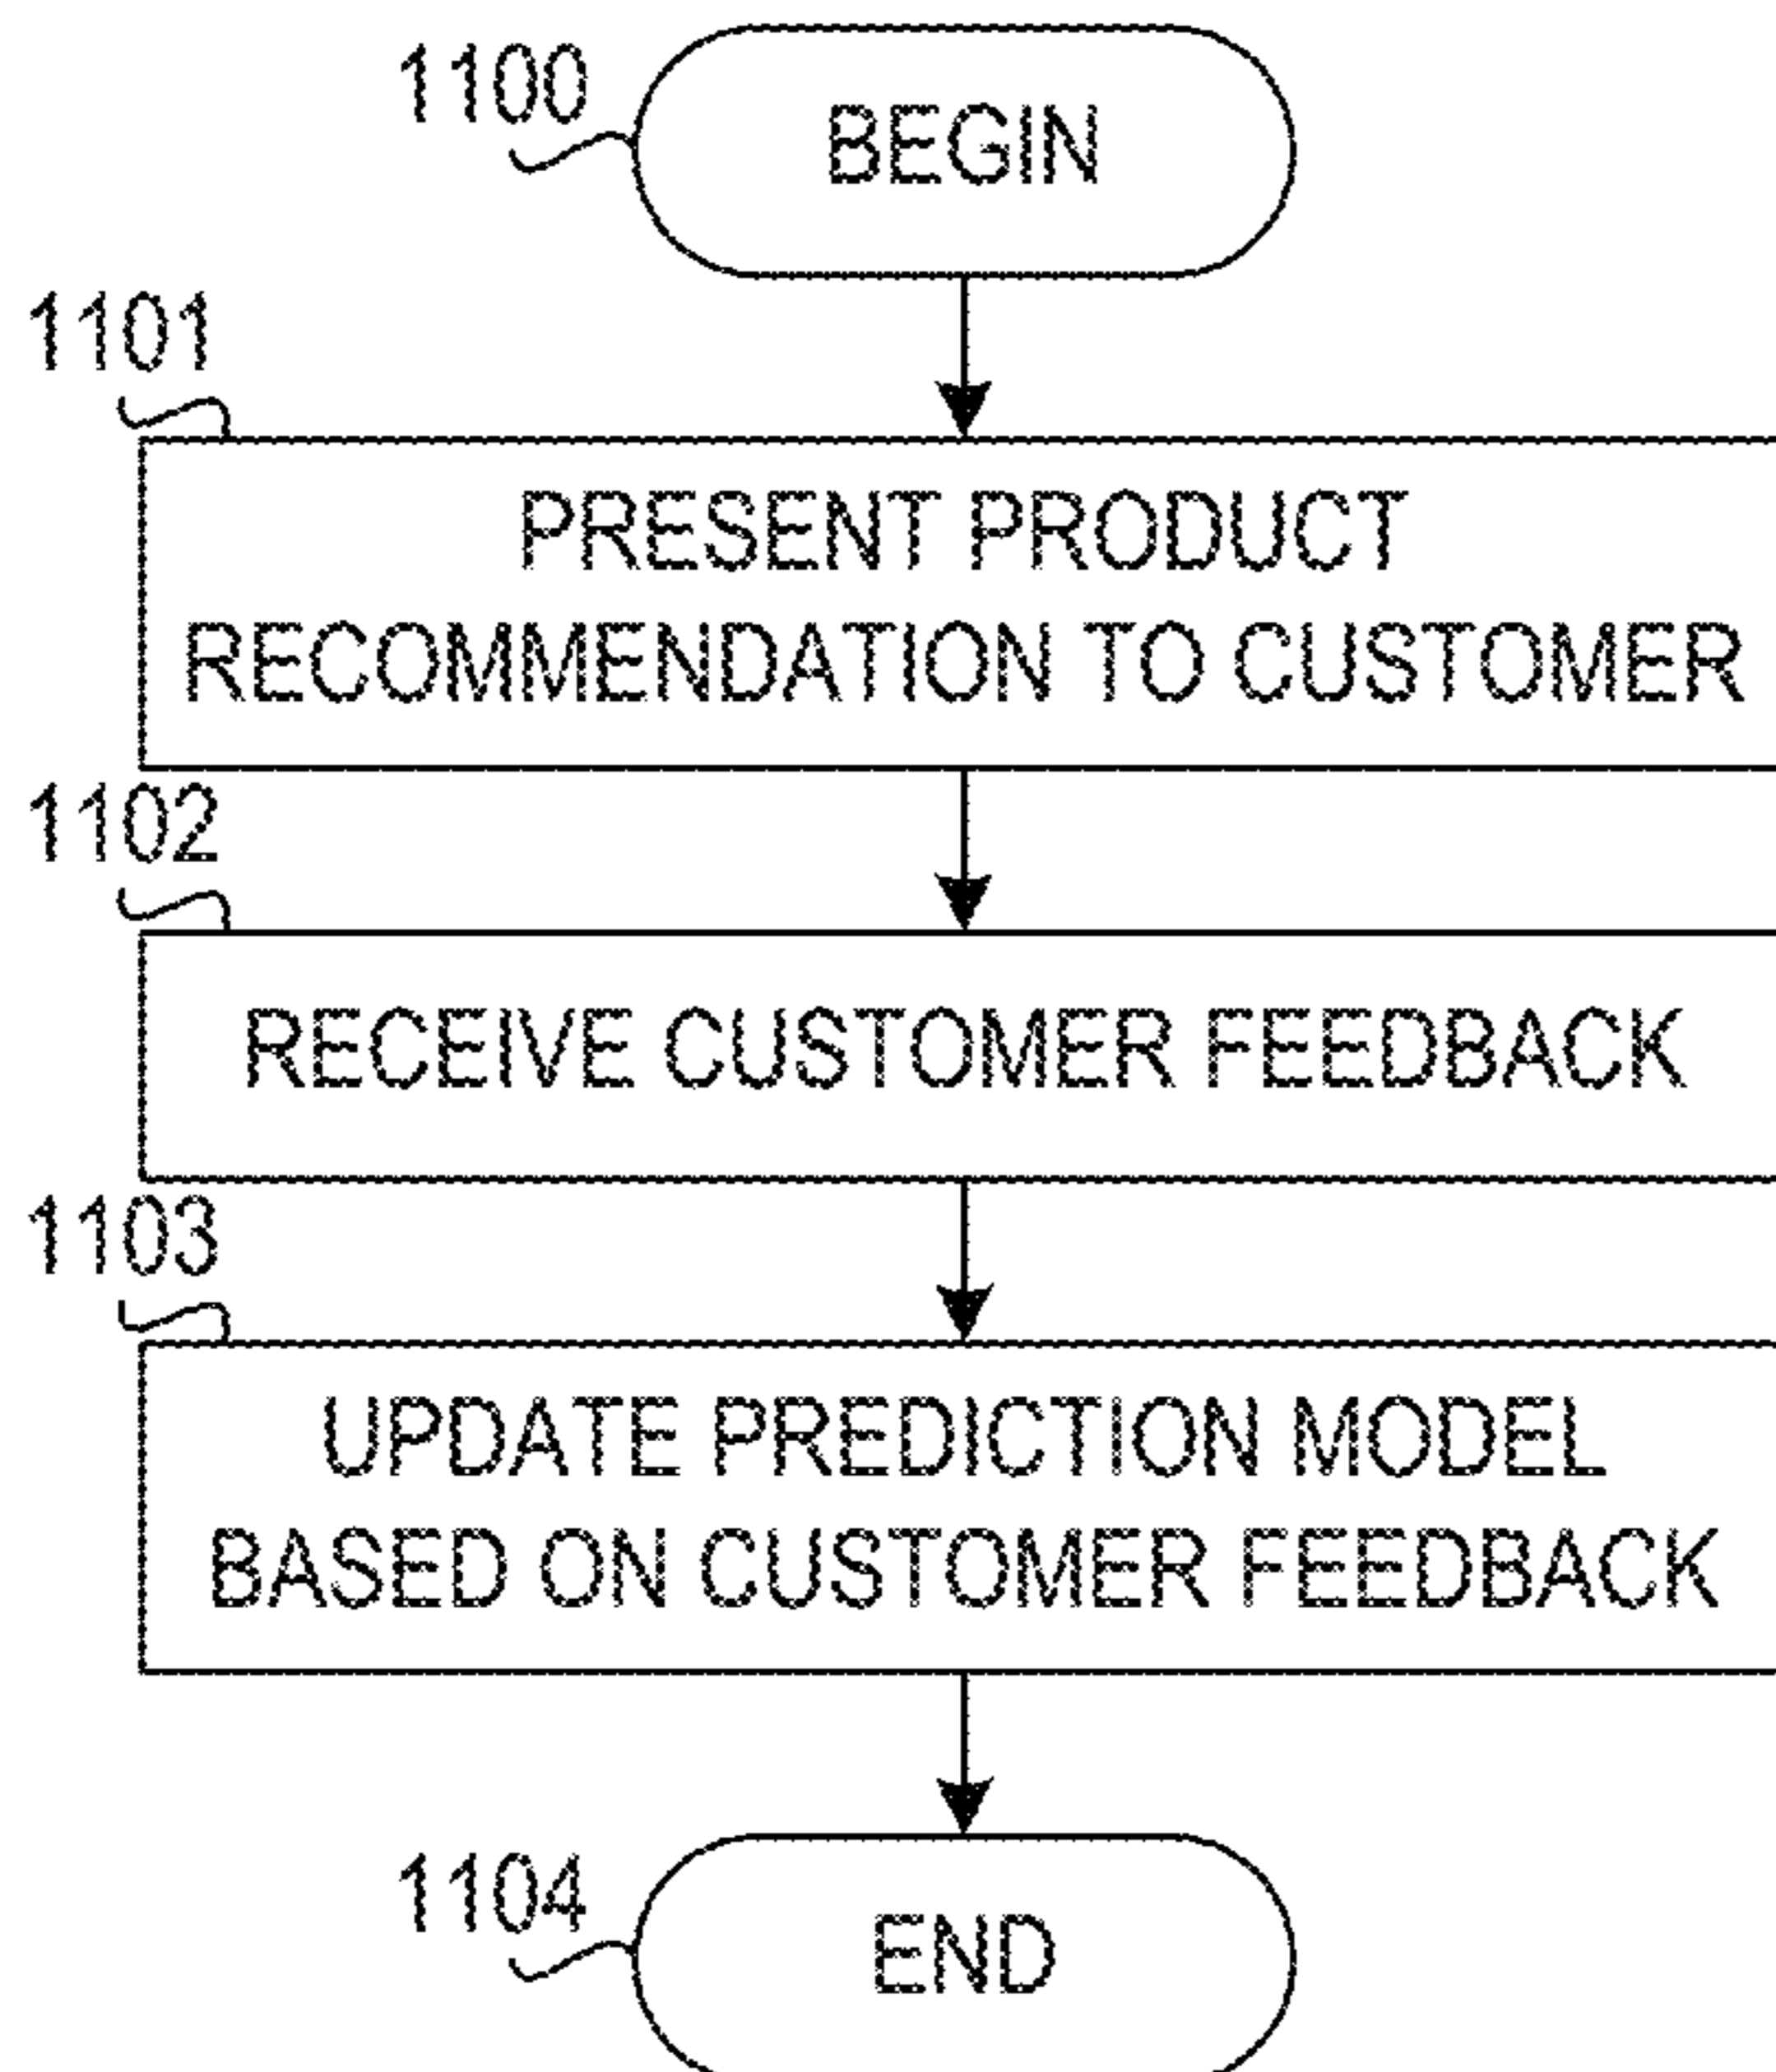 1100
BEGIN
1101
PRESENT PRODUCT
RECOMMENDATION TO CUSTOMER
1102
RECEIVE CUSTOMER FEEDBACK
1103
UPDATE PREDICTION MODEL
BASED ON CUSTOMER FEEDBACK
1104
END